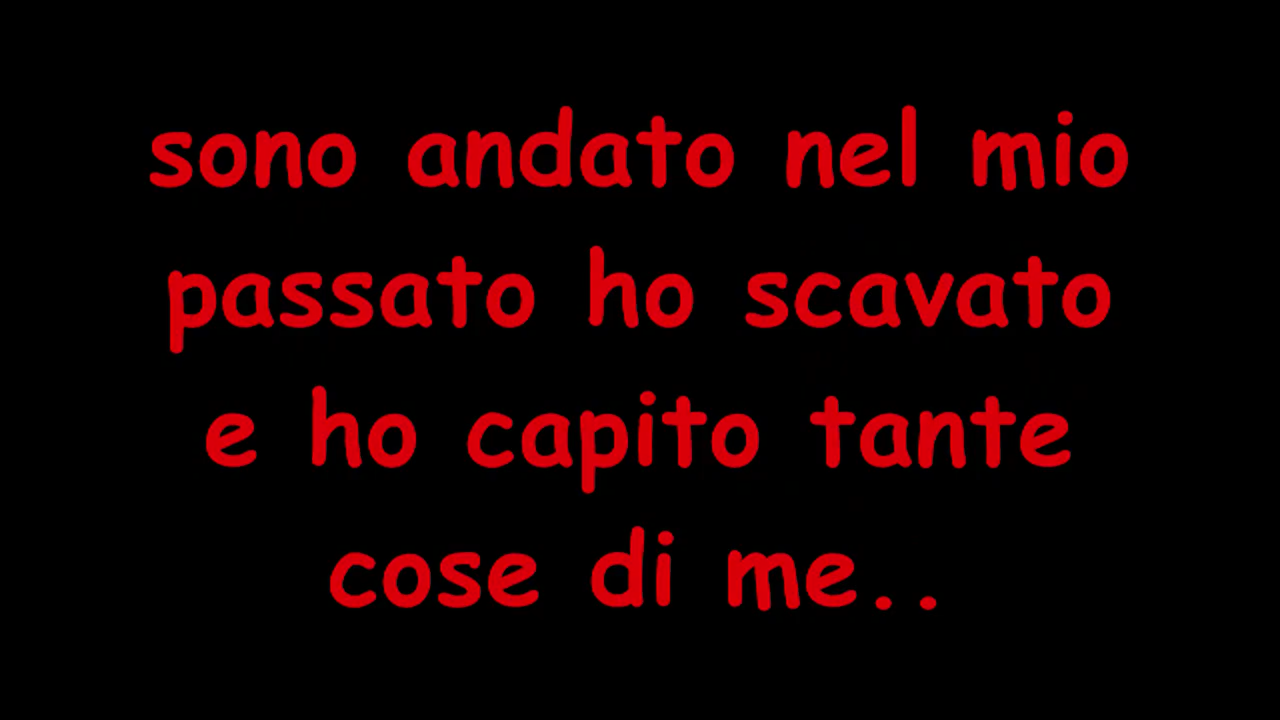 sono andato nel mio
passato ho scavato
e ho capito tante
cose di me..